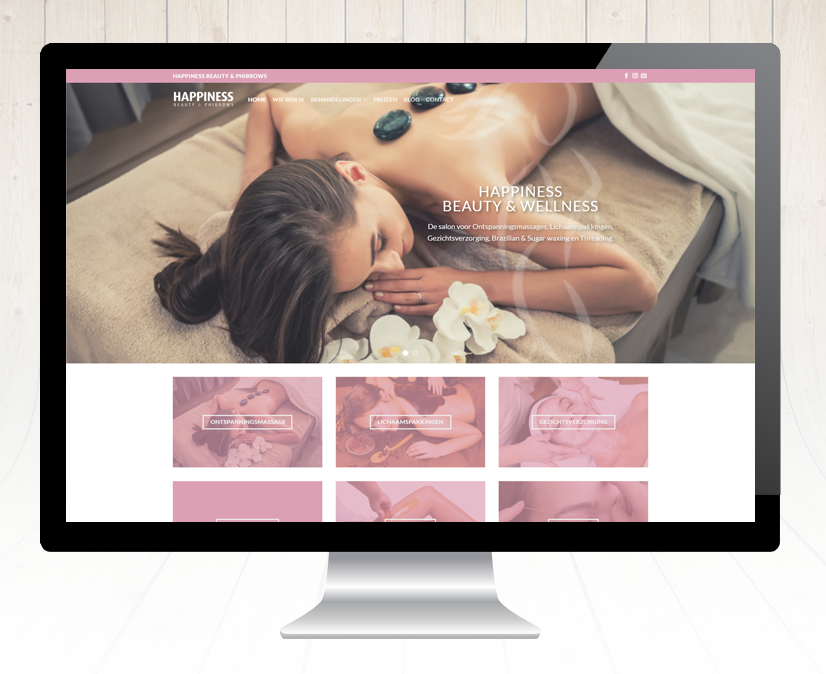 HAPPINESS BEAUTY & PHIBROWS
HAPPINESS
BEAUTY & PHIBROWS
HOME WIE BEN IK BEHANDELINGEN PRIJZEN BLOG CONTACT
HAPPINESS
BEAUTY & WELLNESS
De salon voor Ontspanningsmassages, Lichaamspakkingen,
Gezichtsverzorging, Brazilian & Sugar waxing en Threading.
ONTSPANNINGSMASSAGE
LICHAAMSPAKKINGEN
GEZICHTSVERZORGING